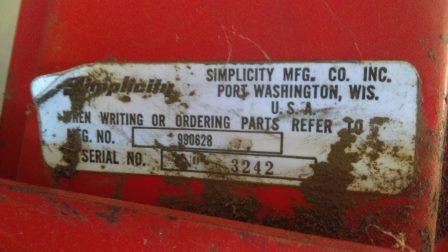 Simplicity
SIMPLICITY MFG. CO. INC.
PORT WASHINGTON, WIS.
U. S. A.
WHEN WRITING OR ORDERING PARTS REFER TO
MFG. NO. 990628
SERIAL NO. 3242